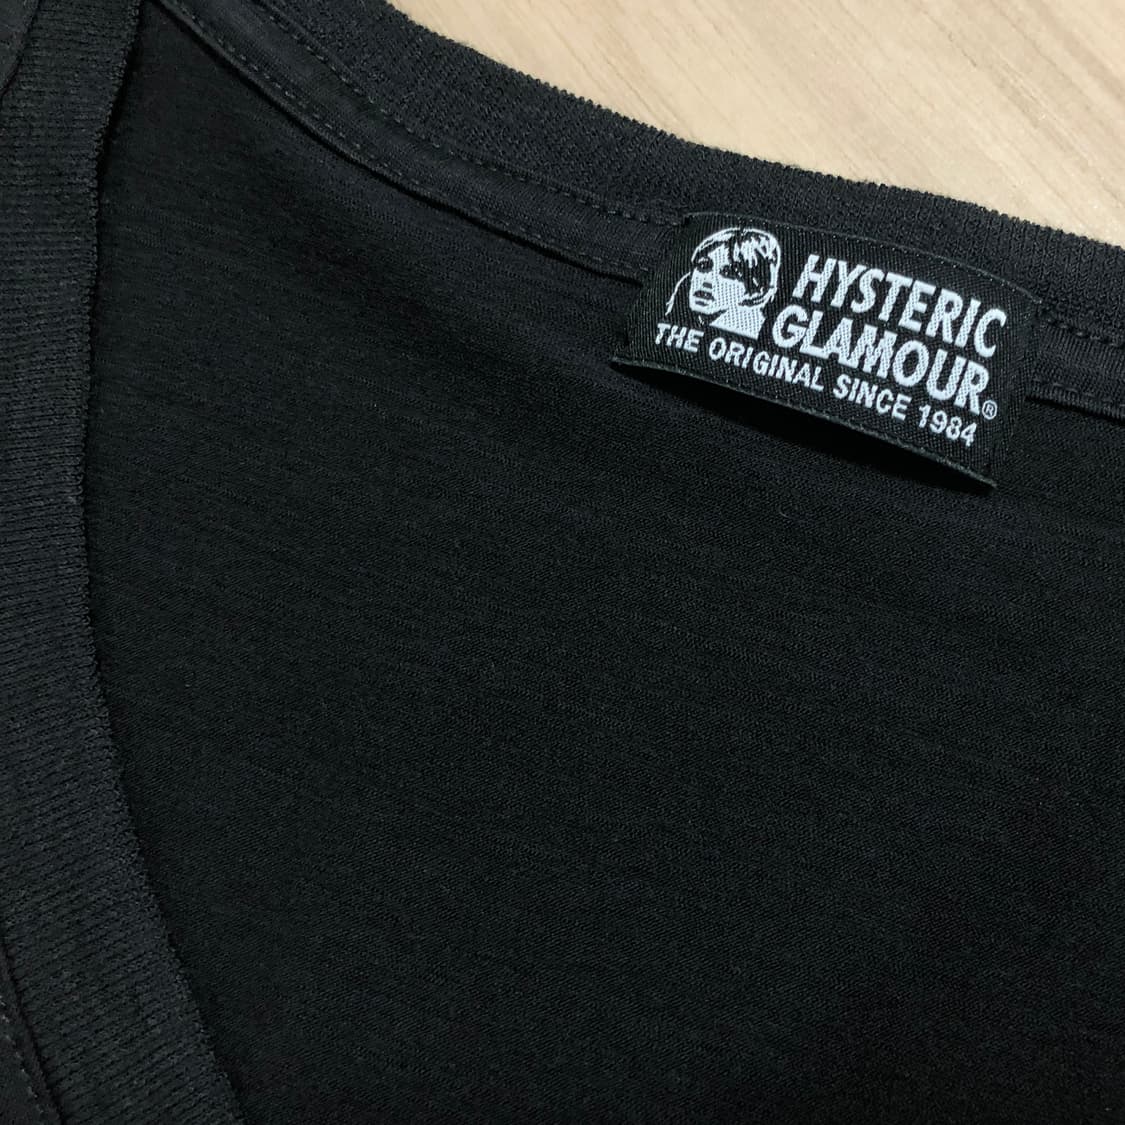 HYSTERIC
GLAMOUR®
THE ORIGINAL SINCE 1984